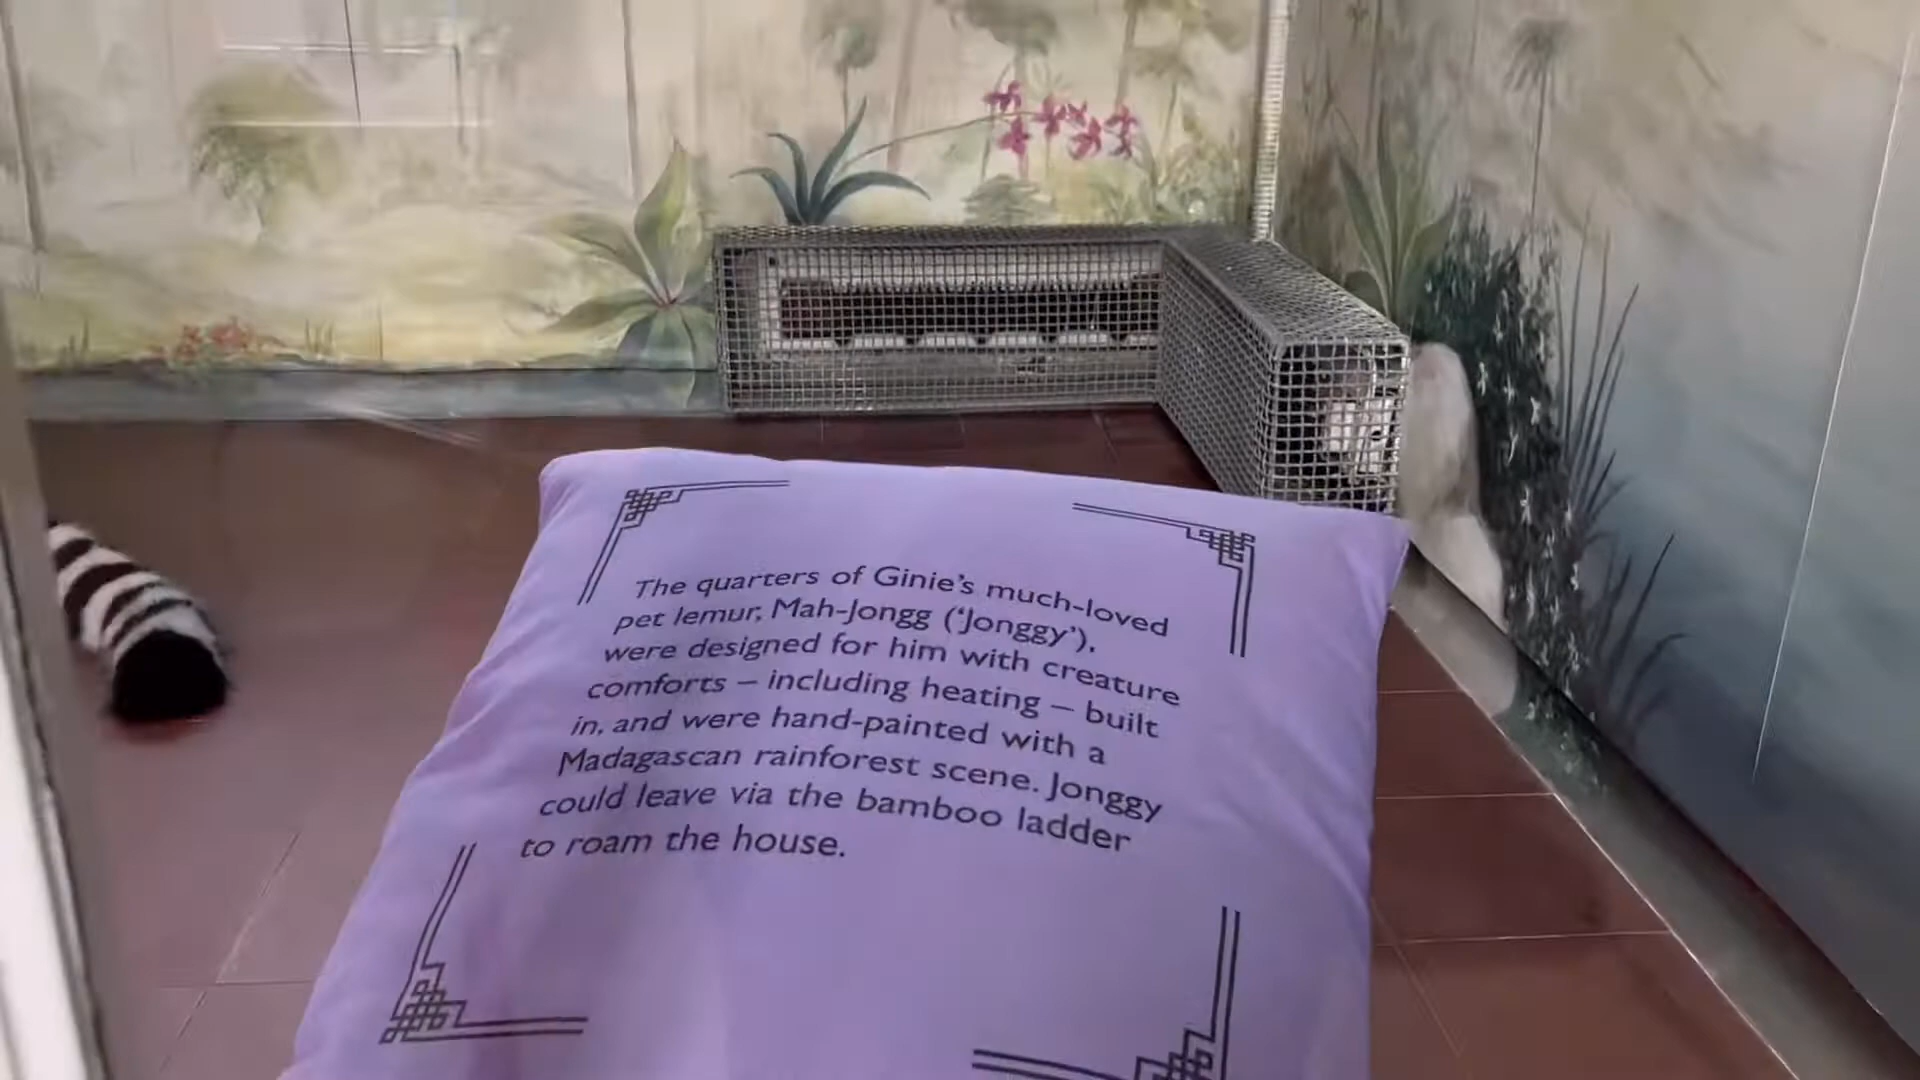 The quarters of Ginie's much-loved
pet lemur, Mah-Jongg ('Jonggy'),
were designed for him with creature
comforts – including heating – built
in, and were hand-painted with a
Madagascan rainforest scene. Jonggy
could leave via the bamboo ladder
to roam the house.